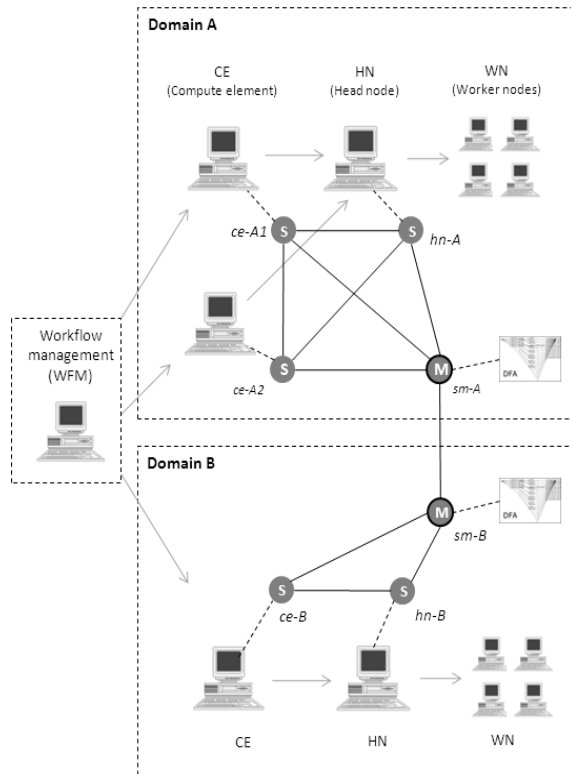 Domain A
CE
(Compute element)
HN
(Head node)
WN
(Worker nodes)
S
ce-A1
S
hn-A
Workflow
management
(WFM)
S
ce-A2
M
sm-A
DFA
Domain B
M
sm-B
DFA
S
ce-B
S
hn-B
CE
HN
WN